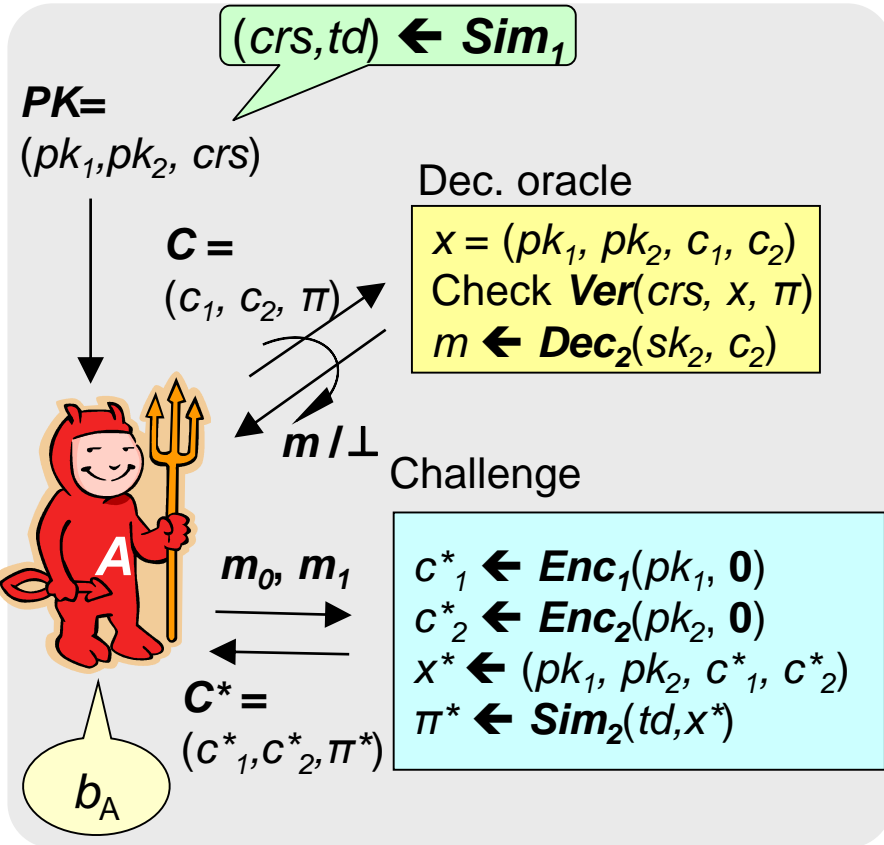 (crs,td) 🡰 Sim₁
PK=
(pk₁,pk₂, crs)
Dec. oracle
C =
(c₁, c₂, π)
x = (pk₁, pk₂, c₁, c₂)
Check Ver(crs, x, π)
m 🡰 Dec₂(sk₂, c₂)
m /⊥
Challenge
A
m₀, m₁
c*₁ 🡰 Enc₁(pk₁, 0)
c*₂ 🡰 Enc₂(pk₂, 0)
x* 🡰 (pk₁, pk₂, c*₁, c*₂)
π* 🡰 Sim₂(td,x*)
C* =
(c*₁,c*₂,π*)
b_A